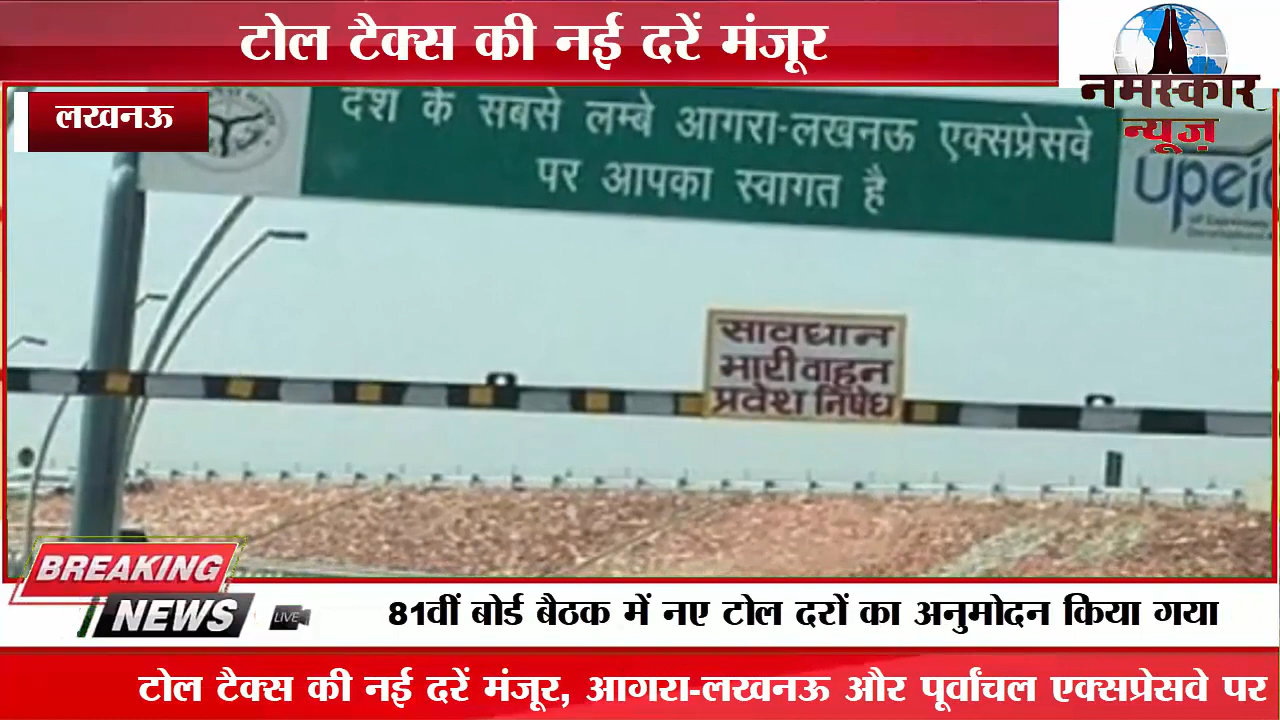 टोल टैक्स की नई दरें मंजूर
नमस्कार
न्यूज़
लखनऊ
देश के सबसे लम्बे आगरा-लखनऊ एक्सप्रेसवे
पर आपका स्वागत है
upeida
सावधान
भारी वाहन
प्रवेश निषेध
BREAKING
NEWS
LIVE
81वीं बोर्ड बैठक में नए टोल दरों का अनुमोदन किया गया
टोल टैक्स की नई दरें मंजूर, आगरा-लखनऊ और पूर्वांचल एक्सप्रेसवे पर